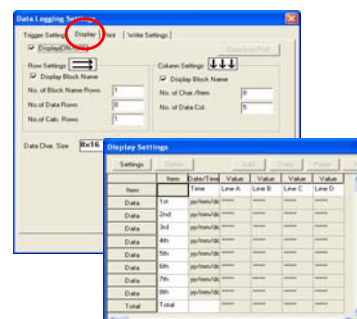 Data Logging Settings
Trigger Settings Display Print Write Settings
Row Settings
Display Block Name
No. of Block Name Rows 1
No.of Data Rows 8
No.of Calc. Rows 1
Column Settings
Display Block Name
No. of Char./Item 8
No. of Data Col. 5
Data Char. Size 8x16
Display Settings
Settings
Item Date/Time Value Value Value Value
Item Time Line A Line B Line C Line D
Data 1st
Data 2nd
Data 3rd
Data 4th
Data 5th
Data 6th
Data 7th
Data 8th
Total Total